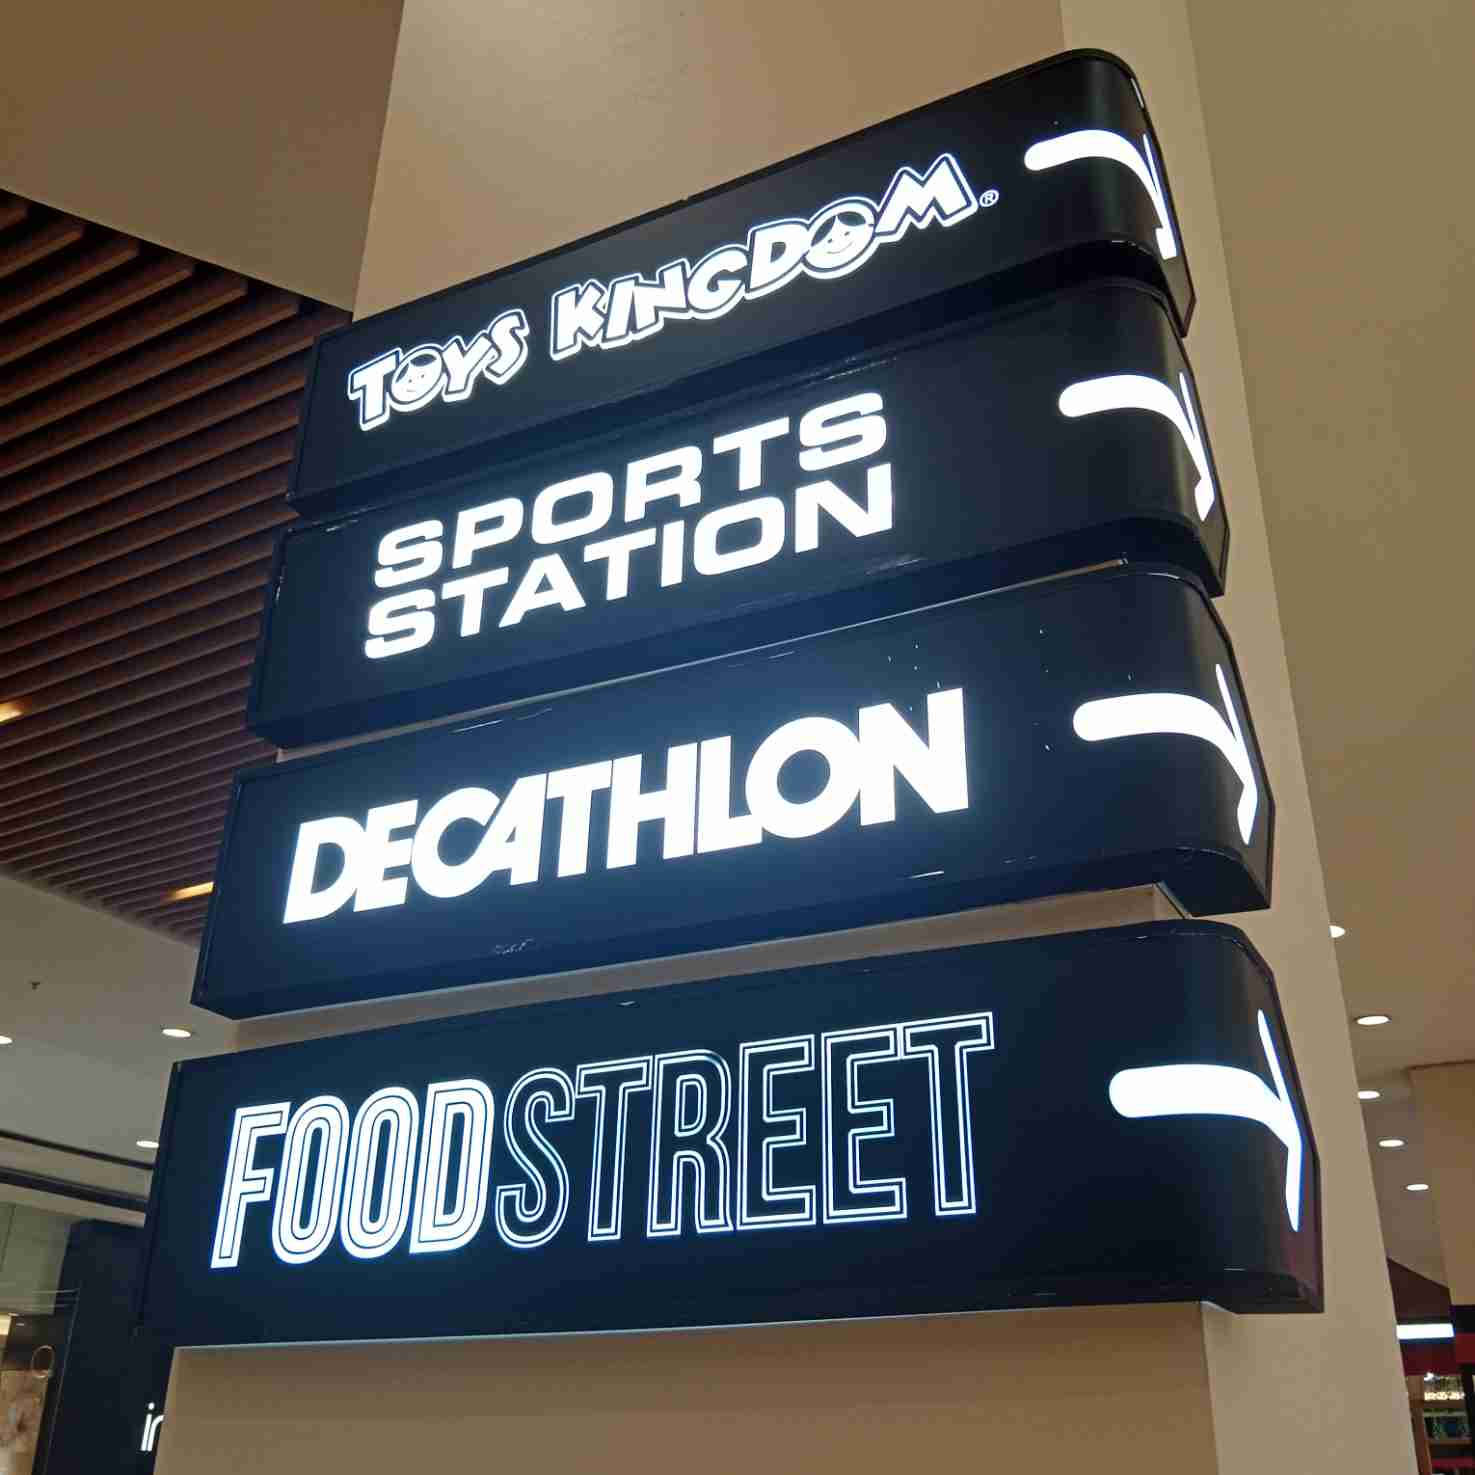 TOYS KINGDOM®
SPORTS
STATION
DECATHLON
FOODSTREET